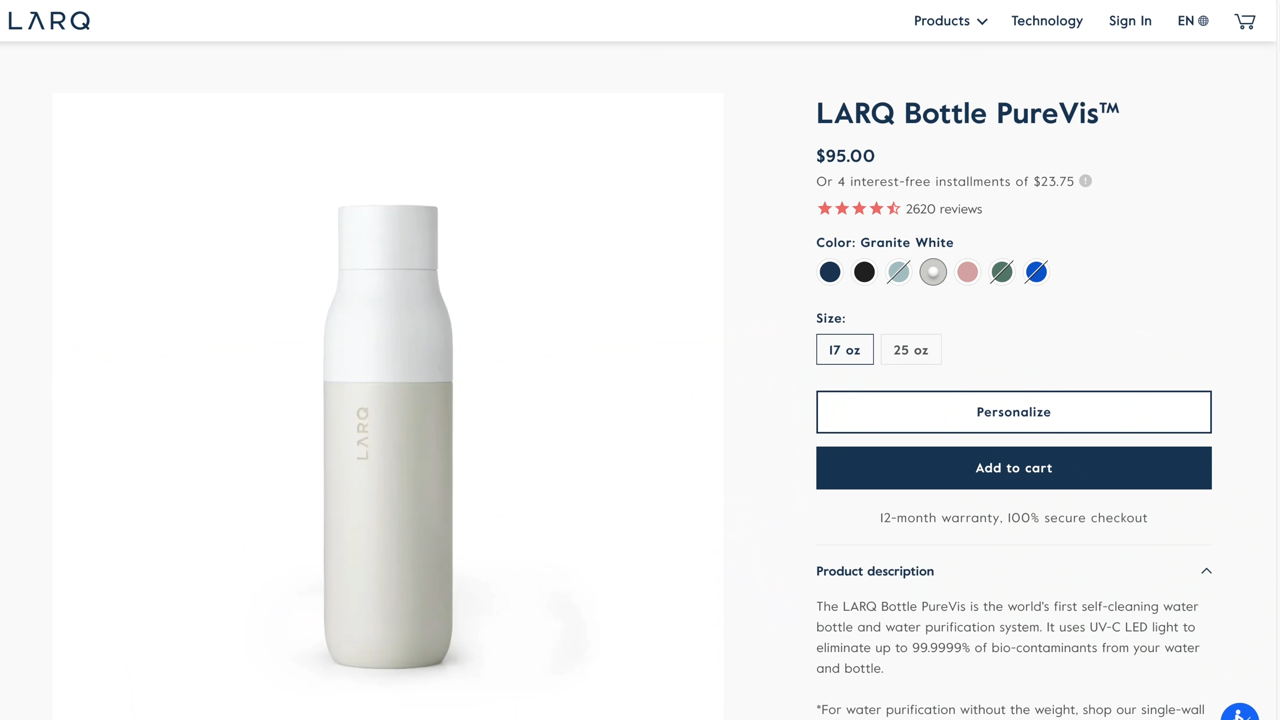 LARQ
Products
Technology
Sign In
EN
LARQ Bottle PureVis™
$95.00
Or 4 interest-free installments of $23.75
2620 reviews
Color: Granite White
Size:
17 oz
25 oz
Personalize
Add to cart
12-month warranty. 100% secure checkout
Product description
The LARQ Bottle PureVis is the world's first self-cleaning water
bottle and water purification system. It uses UV-C LED light to
eliminate up to 99.9999% of bio-contaminants from your water
and bottle.
*For water purification without the weight, shop our single-wall
LARQ